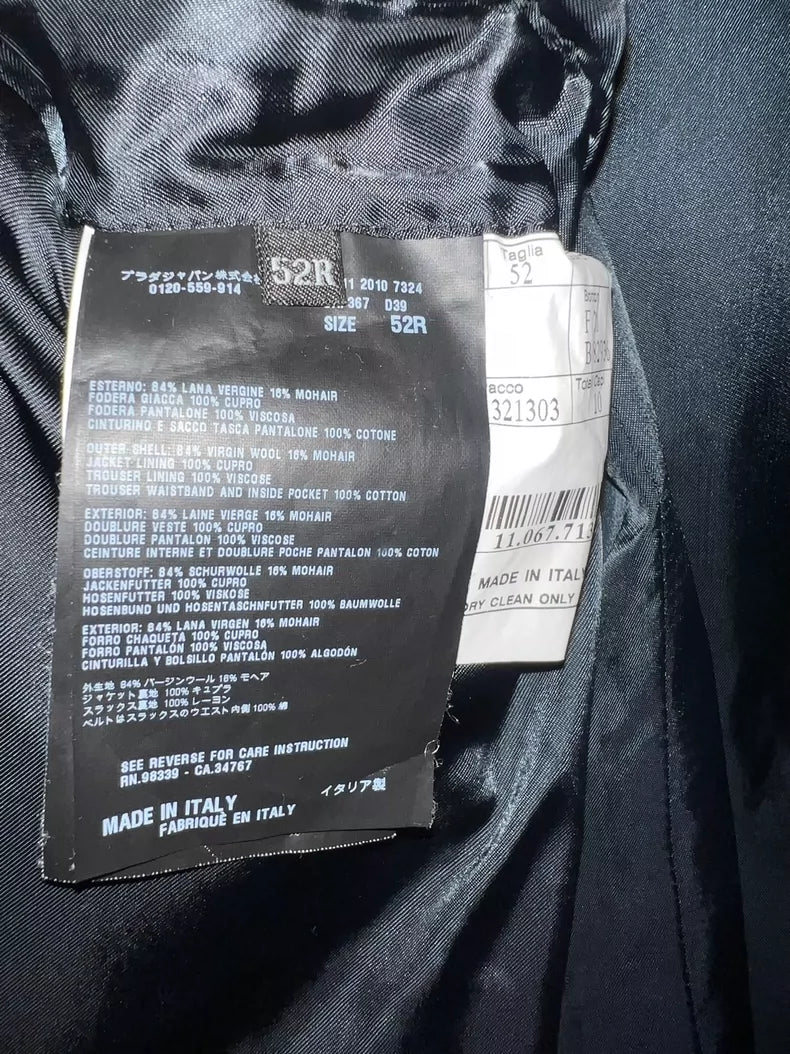 プラダジャパン株式会
0120-559-914
52R
1 2010 7324
367 D39
SIZE 52R
ESTERNO: 84% LANA VERGINE 16% MOHAIR
FODERA GIACCA 100% CUPRO
FODERA PANTALONE 100% VISCOSA
CINTURINO E SACCO TASCA PANTALONE 100% COTONE
OUTER SHELL: 84% VIRGIN WOOL 16% MOHAIR
JACKET LINING 100% CUPRO
TROUSER LINING 100% VISCOSE
TROUSER WAISTBAND AND INSIDE POCKET 100% COTTON
EXTERIOR: 84% LAINE VIERGE 16% MOHAIR
DOUBLURE VESTE 100% CUPRO
DOUBLURE PANTALON 100% VISCOSE
CEINTURE INTERNE ET DOUBLURE POCHE PANTALON 100% COTON
OBERSTOFF: 84% SCHURWOLLE 16% MOHAIR
JACKENFUTTER 100% CUPRO
HOSENFUTTER 100% VISKOSE
HOSENBUND UND HOSENTASCHNFUTTER 100% BAUMWOLLE
EXTERIOR: 84% LANA VIRGEN 16% MOHAIR
FORRO CHAQUETA 100% CUPRO
FORRO PANTALÓN 100% VISCOSA
CINTURILLA Y BOLSILLO PANTALÓN 100% ALGODÓN
外生地 84% バージンウール 16% モヘア
ジャケット裏地 100% キュプラ
スラックス裏地 100% レーヨン
ベルトはスラックスのウエスト内側 100% 綿
SEE REVERSE FOR CARE INSTRUCTION
RN.98339 - CA.34767
イタリア製
MADE IN ITALY
FABRIQUÉ EN ITALY
Taglia
52
acco
321303
10
11.067.713
MADE IN ITALY
DRY CLEAN ONLY